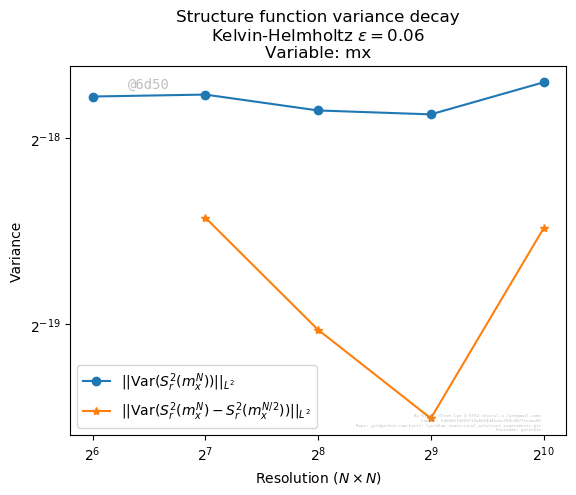 Structure function variance decay
Kelvin-Helmholtz ε = 0.06
Variable: mx
@6d50
2^{-18}
2^{-19}
Variance
||Var(S_r^2(m_x^N))||_{L^2}
||Var(S_r^2(m_x^N) − S_r^2(m_x^{N/2}))||_{L^2}
2^6 2^7 2^8 2^9 2^{10}
Resolution (N × N)